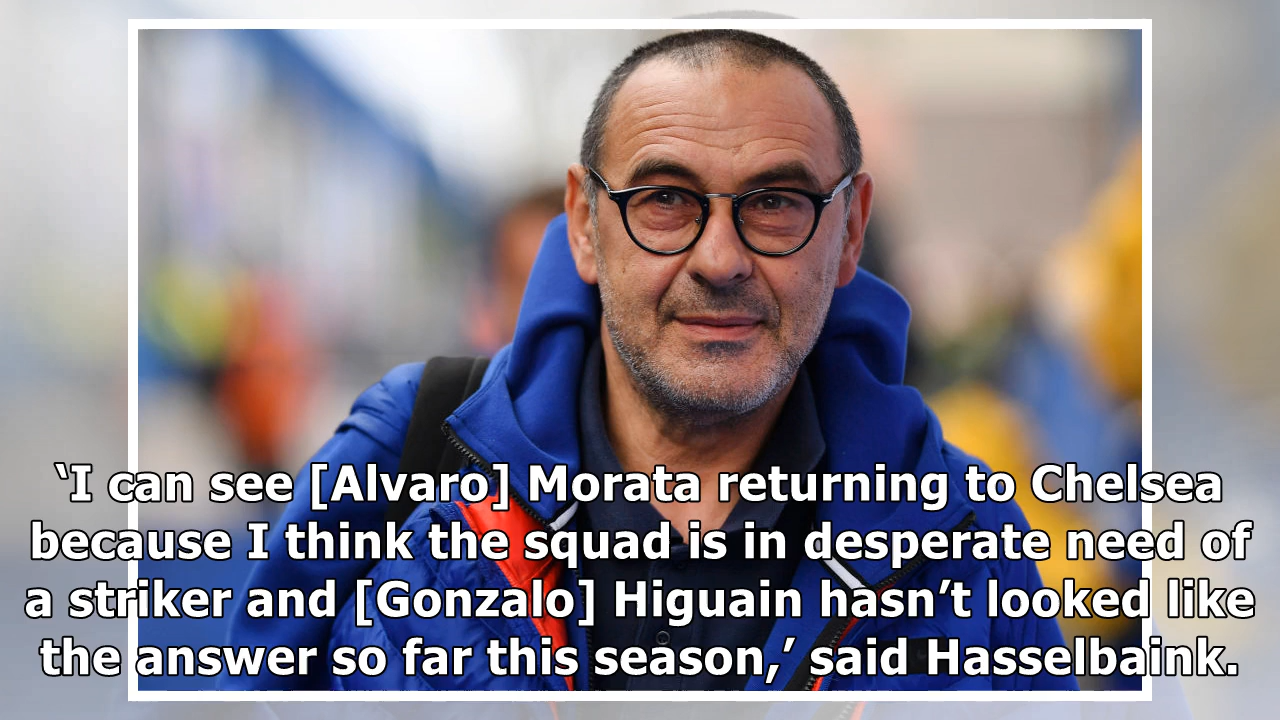 ‘I can see [Alvaro] Morata returning to Chelsea
because I think the squad is in desperate need of
a striker and [Gonzalo] Higuain hasn’t looked like
the answer so far this season,’ said Hasselbaink.